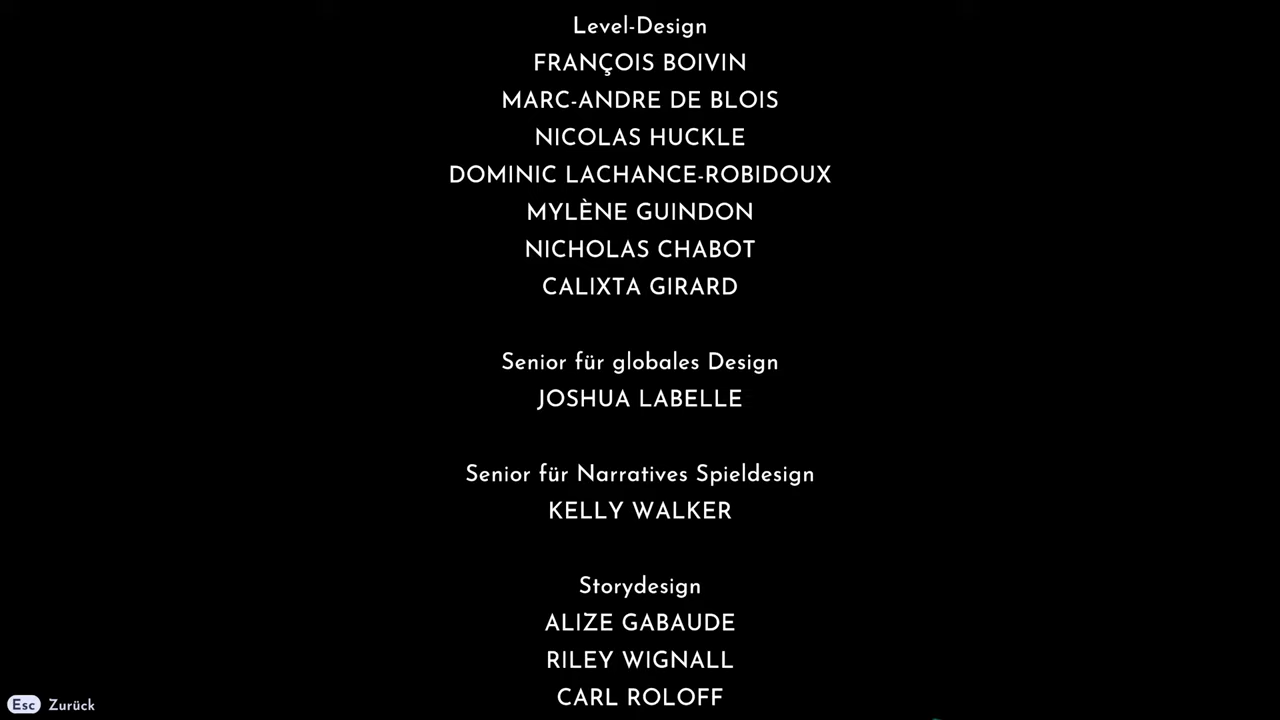 Level-Design
FRANÇOIS BOIVIN
MARC-ANDRE DE BLOIS
NICOLAS HUCKLE
DOMINIC LACHANCE-ROBIDOUX
MYLÈNE GUINDON
NICHOLAS CHABOT
CALIXTA GIRARD
Senior für globales Design
JOSHUA LABELLE
Senior für Narratives Spieldesign
KELLY WALKER
Storydesign
ALIZE GABAUDE
RILEY WIGNALL
CARL ROLOFF
Esc Zurück